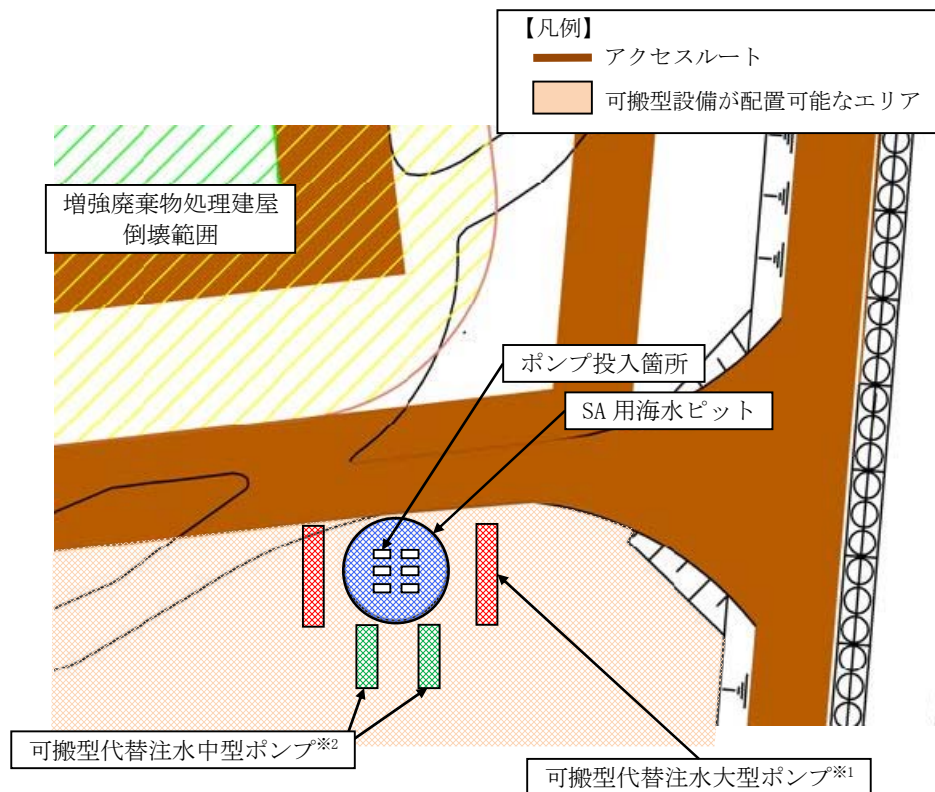 【凡例】
アクセスルート
可搬型設備が配置可能なエリア
増強廃棄物処理建屋
倒壊範囲
ポンプ投入箇所
SA 用海水ピット
可搬型代替注水中型ポンプ※2
可搬型代替注水大型ポンプ※1